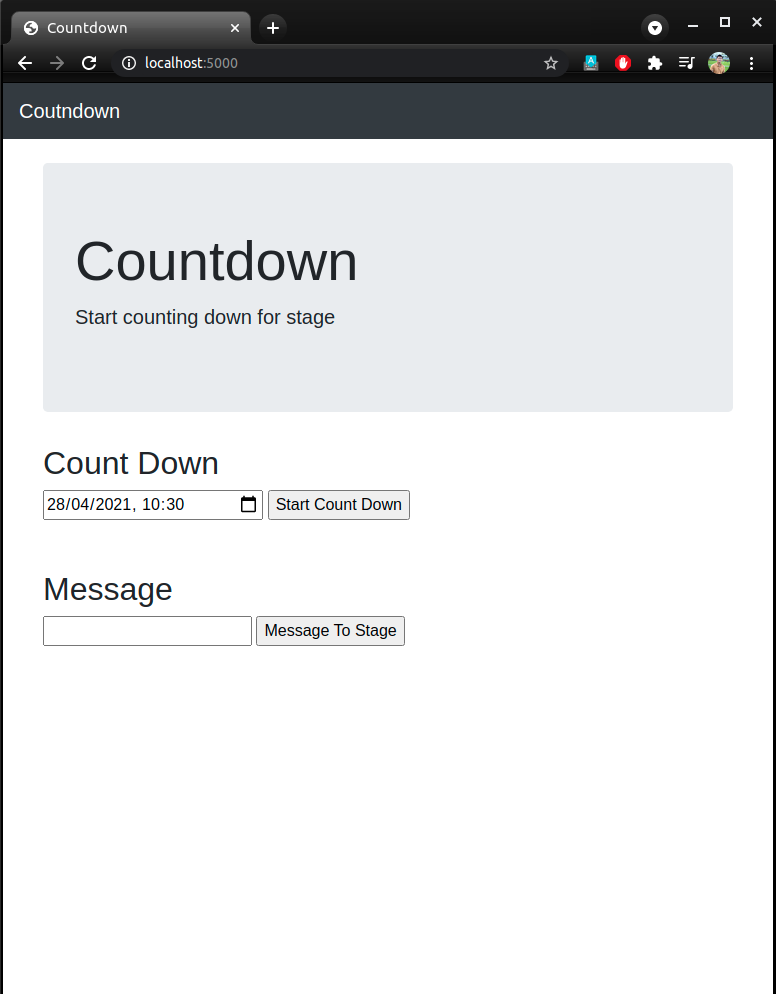 Countdown
localhost:5000
Coutndown
Countdown
Start counting down for stage
Count Down
28/04/2021, 10:30 Start Count Down
Message
Message To Stage